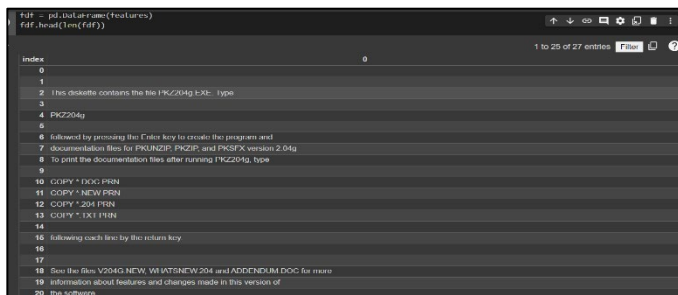 fdf = pd.DataFrame(features)
fdf.head(len(fdf))
1 to 25 of 27 entries Filter
index 0
0
1
2 This diskette contains the file PKZ204g.EXE. Type
3
4 PKZ204g
5
6 followed by pressing the Enter key to create the program and
7 documentation files for PKUNZIP, PKZIP, and PKSFX version 2.04g
8 To print the documentation files after running PKZ204g, type
9
10 COPY *.DOC PRN
11 COPY *.NEW PRN
12 COPY *.204 PRN
13 COPY *.TXT PRN
14
15 following each line by the return key
16
17
18 See the files V204G.NEW, WHATSNEW.204 and ADDENDUM.DOC for more
19 information about features and changes made in this version of
20 the software